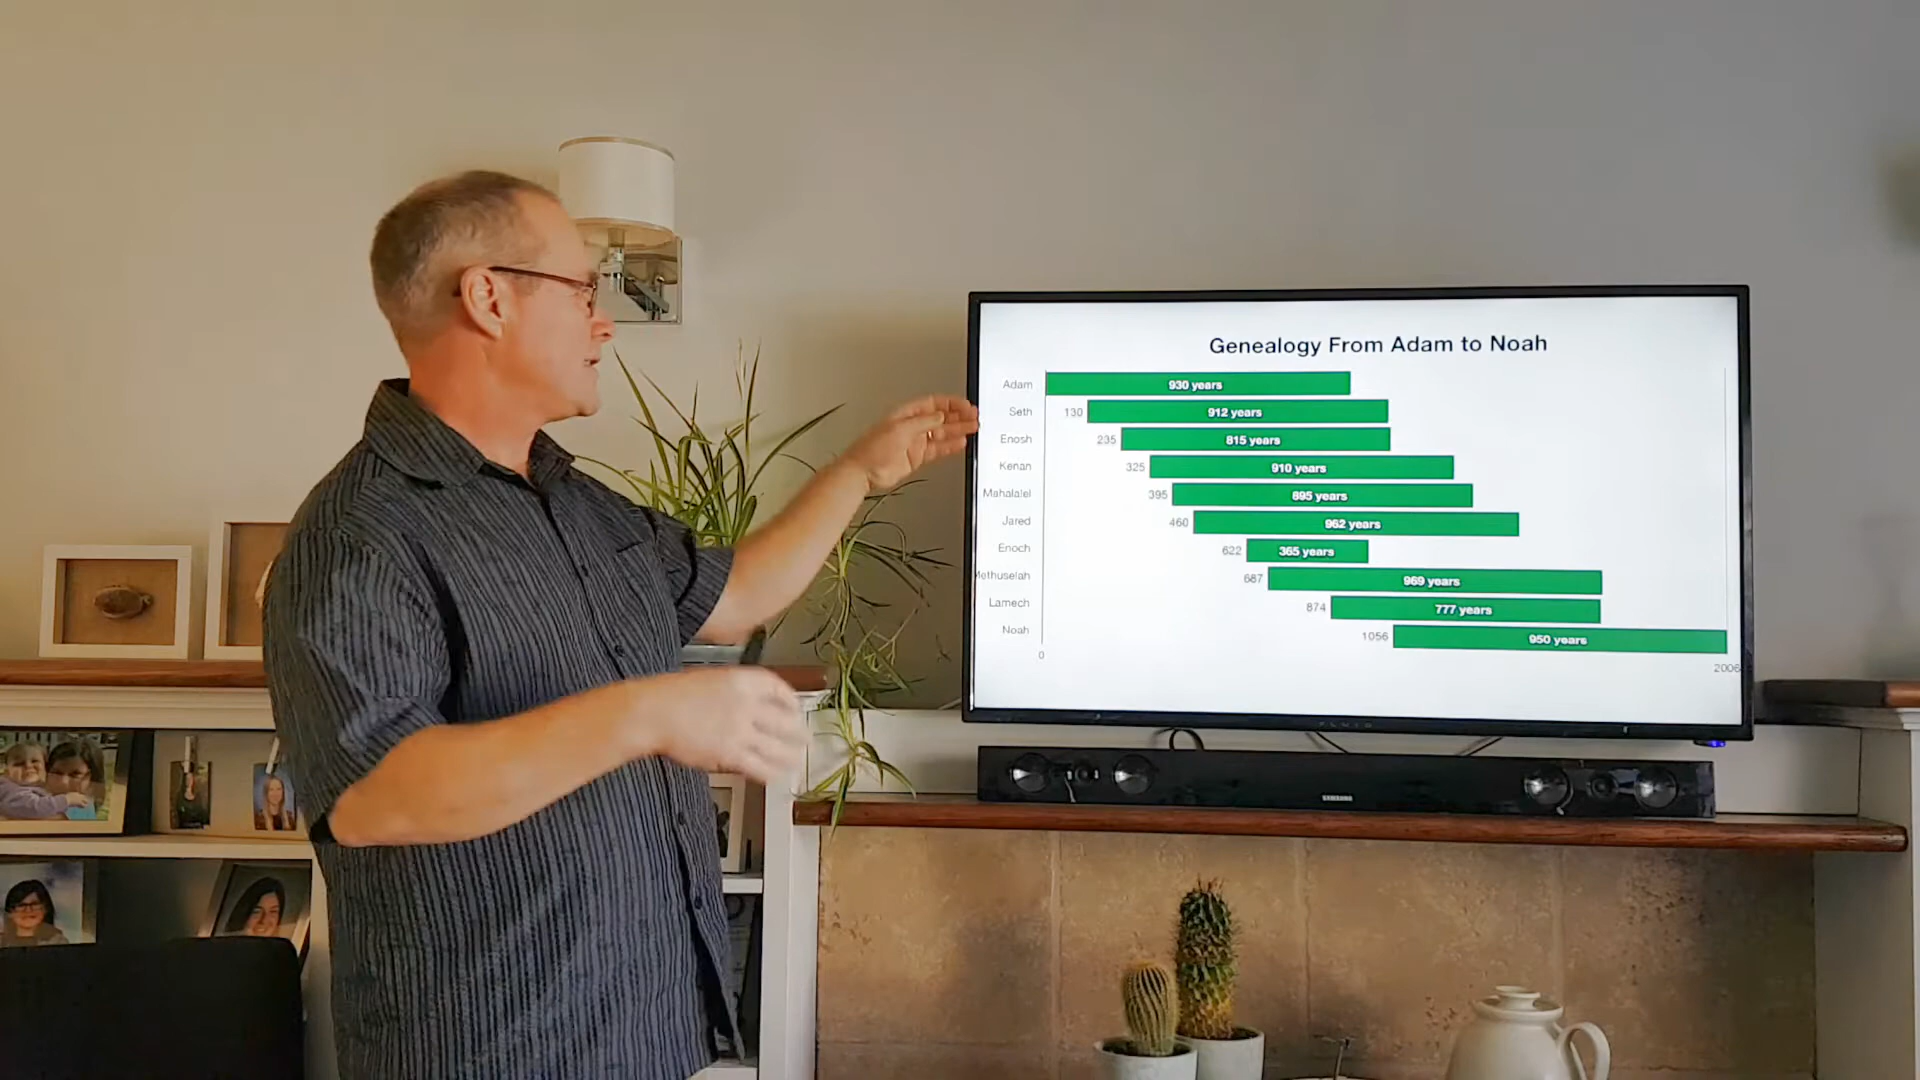 Genealogy From Adam to Noah
Adam 930 years
Seth 130 912 years
Enosh 235 815 years
Kenan 325 910 years
Mahalalel 395 895 years
Jared 460 962 years
Enoch 622 365 years
Methuselah 687 969 years
Lamech 874 777 years
Noah 1056 950 years
0 2006
SAMSUNG